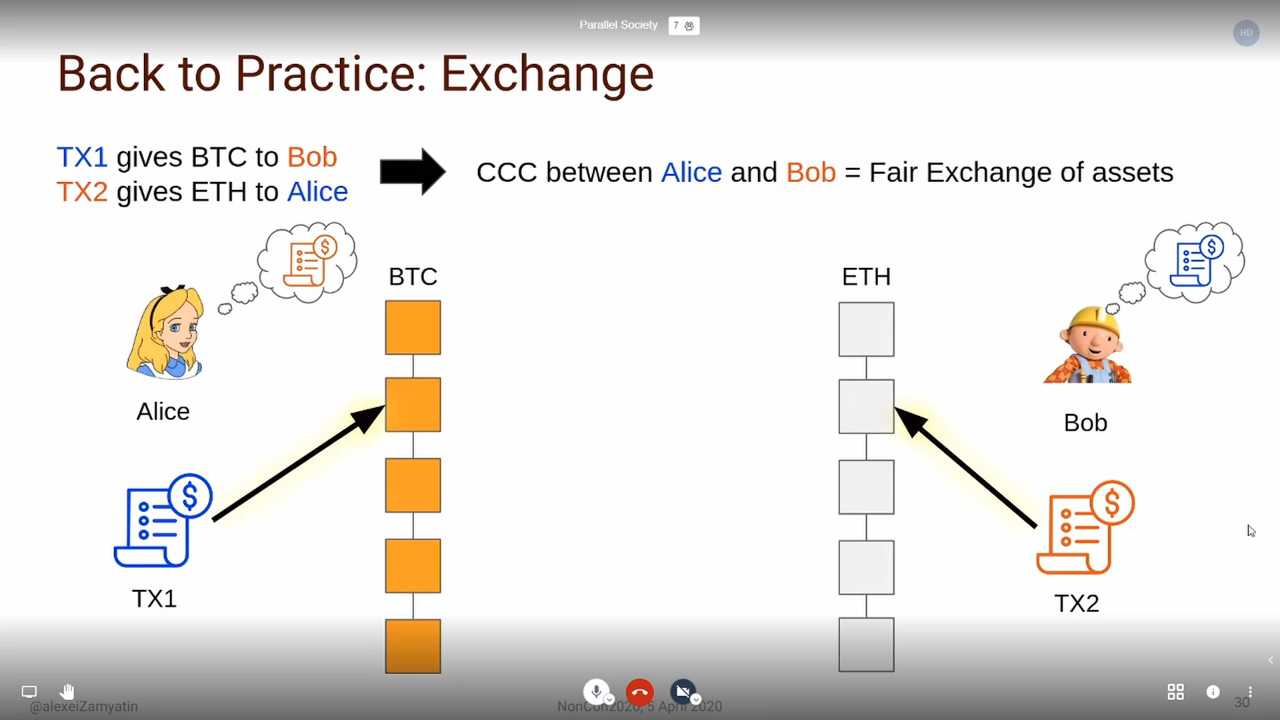 Parallel Society 7
HD
Back to Practice: Exchange
TX1 gives BTC to Bob
TX2 gives ETH to Alice
CCC between Alice and Bob = Fair Exchange of assets
$
$
BTC
ETH
Alice
Bob
$
$
TX1
TX2
@alexeiZamyatin
NonCon2020, 5 April 2020
30